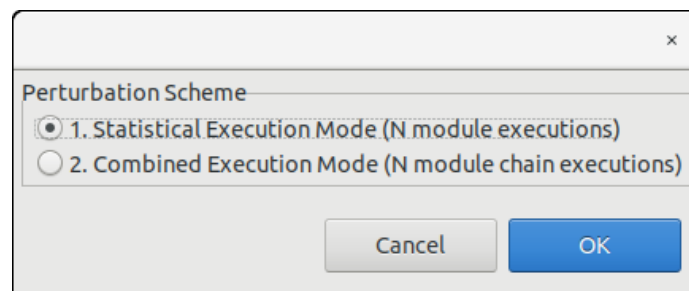 ×
Perturbation Scheme
1. Statistical Execution Mode (N module executions)
2. Combined Execution Mode (N module chain executions)
Cancel OK